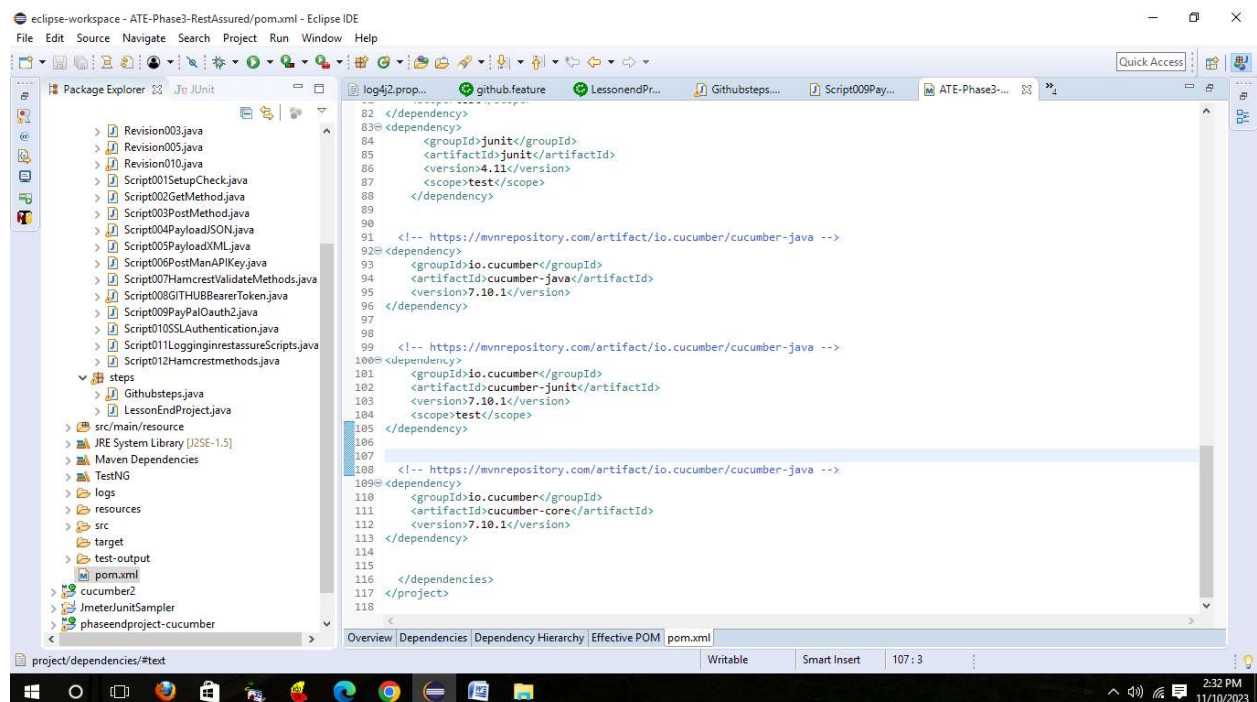 eclipse-workspace - ATE-Phase3-RestAssured/pom.xml - Eclipse IDE
File Edit Source Navigate Search Project Run Window Help
Quick Access
Package Explorer JUnit
Revision003.java
Revision005.java
Revision010.java
Script001SetupCheck.java
Script002GetMethod.java
Script003PostMethod.java
Script004PayloadJSON.java
Script005PayloadXML.java
Script006PostManAPIKey.java
Script007HamcrestValidateMethods.java
Script008GITHUBBearerToken.java
Script009PayPalOauth2.java
Script010SSLAuthentication.java
Script011LogginginrestassureScripts.java
Script012Hamcrestmethods.java
steps
Githubsteps.java
LessonEndProject.java
src/main/resource
JRE System Library [J2SE-1.5]
Maven Dependencies
TestNG
logs
resources
src
target
test-output
pom.xml
cucumber2
JmeterJunitSampler
phaseendproject-cucumber
log4j2.prop... github.feature LessonendPr... Githubsteps.... Script009Pay... ATE-Phase3-... »1
82 </dependency>
83 <dependency>
84 <groupId>junit</groupId>
85 <artifactId>junit</artifactId>
86 <version>4.11</version>
87 <scope>test</scope>
88 </dependency>
89
90
91 <!-- https://mvnrepository.com/artifact/io.cucumber/cucumber-java -->
92 <dependency>
93 <groupId>io.cucumber</groupId>
94 <artifactId>cucumber-java</artifactId>
95 <version>7.10.1</version>
96 </dependency>
97
98
99 <!-- https://mvnrepository.com/artifact/io.cucumber/cucumber-java -->
100 <dependency>
101 <groupId>io.cucumber</groupId>
102 <artifactId>cucumber-junit</artifactId>
103 <version>7.10.1</version>
104 <scope>test</scope>
105 </dependency>
106
107
108 <!-- https://mvnrepository.com/artifact/io.cucumber/cucumber-java -->
109 <dependency>
110 <groupId>io.cucumber</groupId>
111 <artifactId>cucumber-core</artifactId>
112 <version>7.10.1</version>
113 </dependency>
114
115
116 </dependencies>
117 </project>
118
Overview Dependencies Dependency Hierarchy Effective POM pom.xml
project/dependencies/#text Writable Smart Insert 107 : 3
2:32 PM
11/10/2023